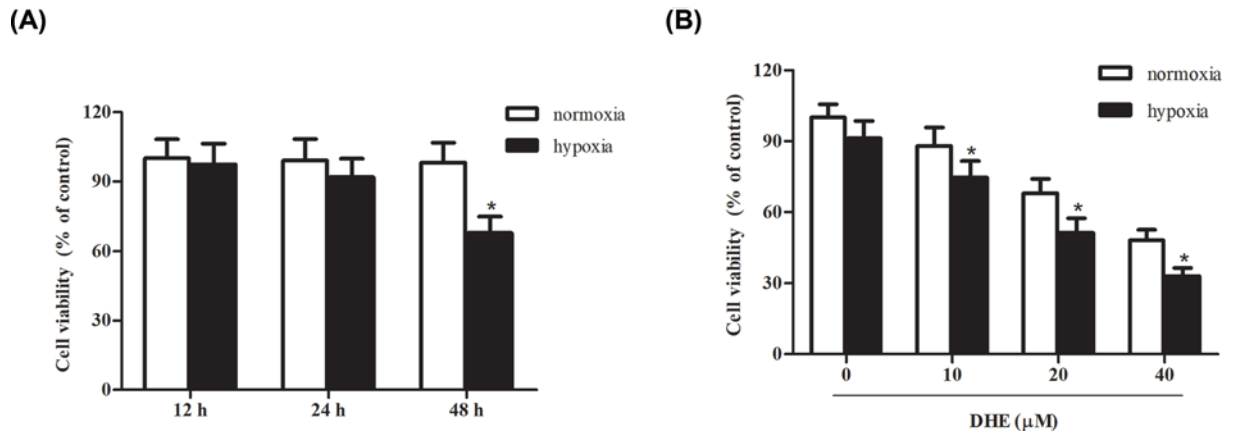 (A)
Cell viability (% of control)
120
90
60
30
0
normoxia
hypoxia
*
12 h
24 h
48 h
(B)
Cell viability (% of control)
120
90
60
30
0
normoxia
hypoxia
*
*
*
0
10
20
40
DHE (μM)